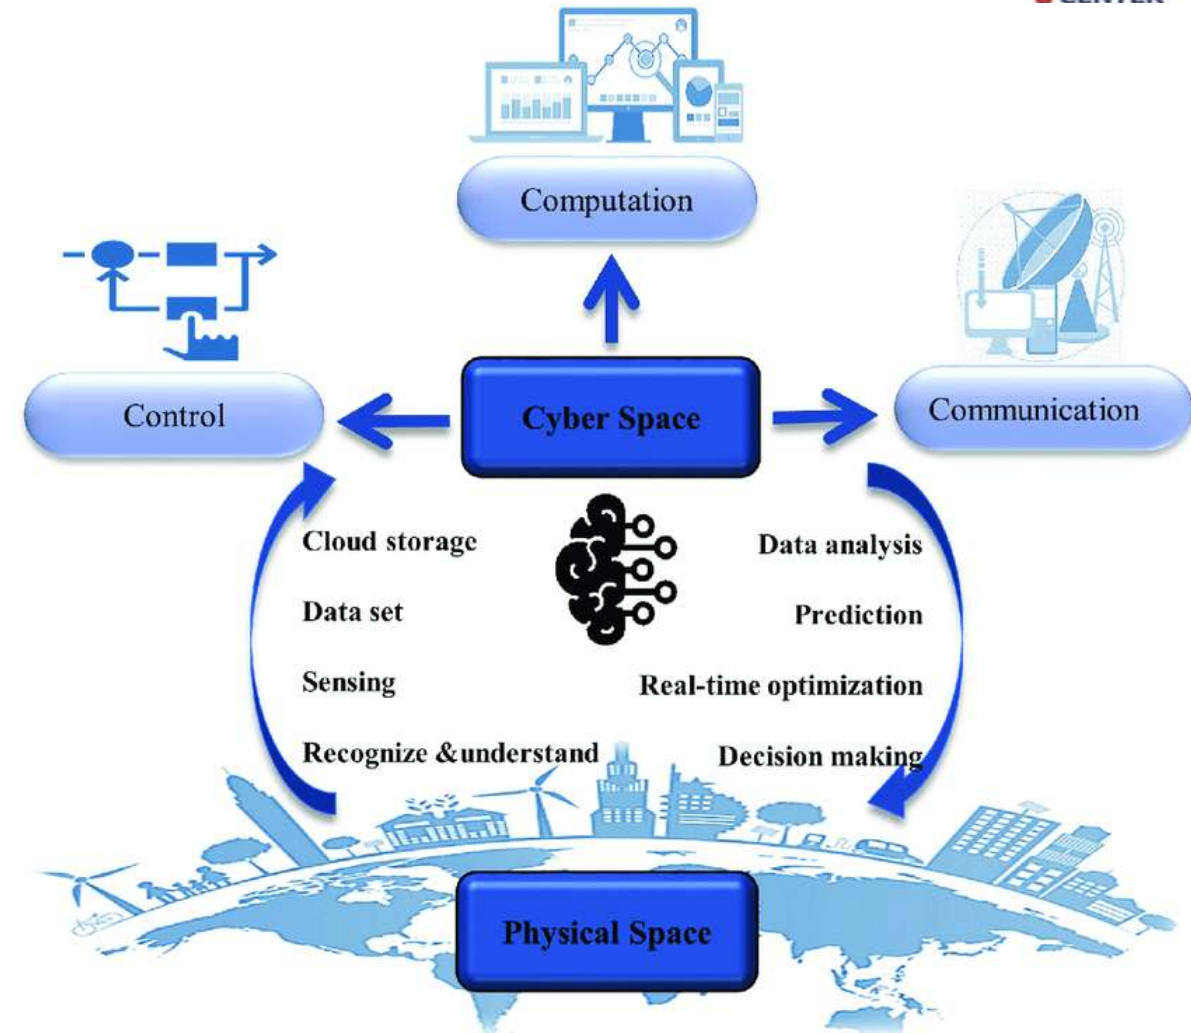 CENTER
Computation
Control
Cyber Space
Communication
Cloud storage
Data analysis
Data set
Prediction
Sensing
Real-time optimization
Recognize &understand
Decision making
Physical Space